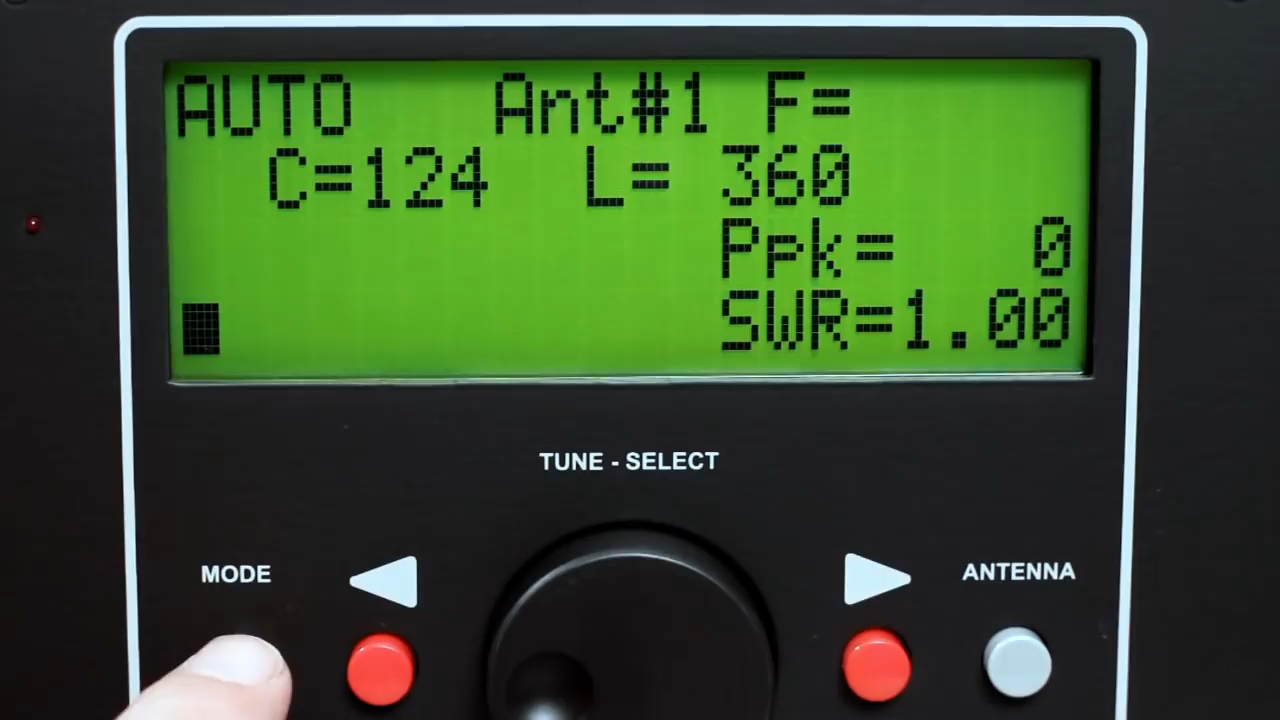 AUTO Ant#1 F=
C=124 L= 360
Ppk= 0
SWR=1.00
TUNE - SELECT
MODE
ANTENNA